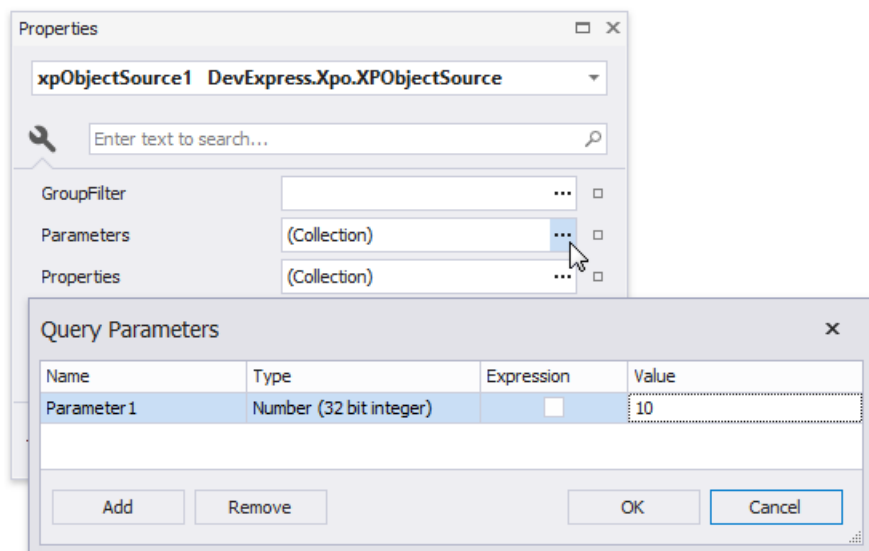 Properties
xpObjectSource1 DevExpress.Xpo.XPObjectSource
Enter text to search...
GroupFilter ...
Parameters (Collection) ...
Properties (Collection) ...
Query Parameters
Name Type Expression Value
Parameter1 Number (32 bit integer) 10
Add Remove OK Cancel